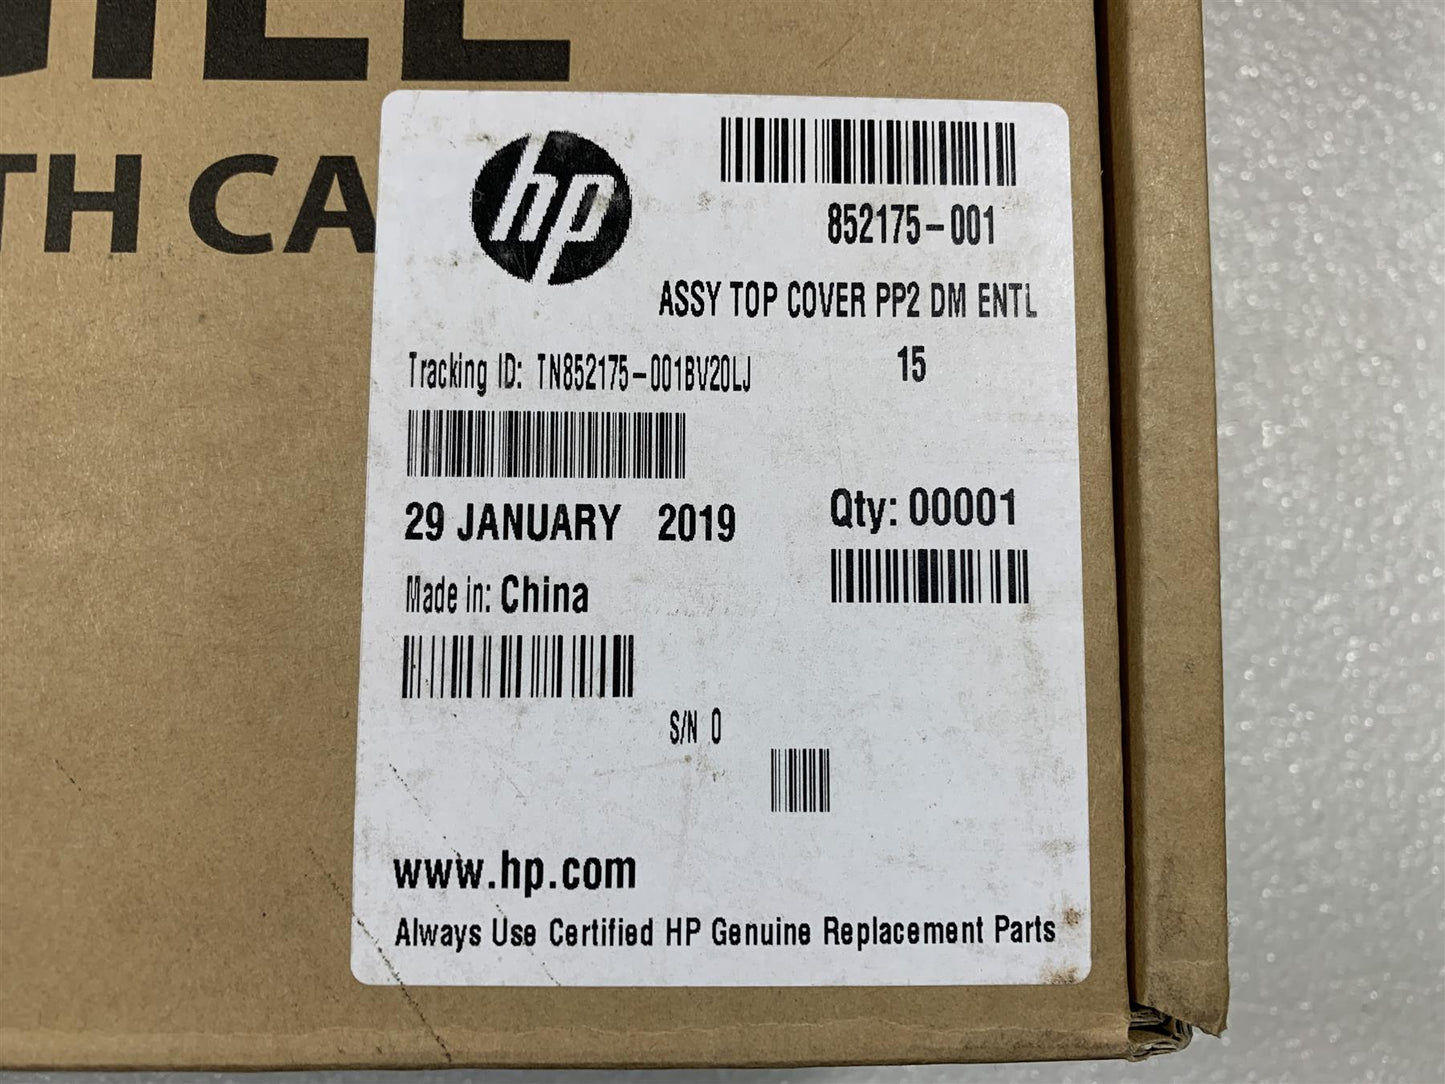 TH CA
hp
852175-001
ASSY TOP COVER PP2 DM ENTL
15
Tracking ID: TN852175-001BV20LJ
29 JANUARY 2019
Qty: 00001
Made in: China
S/N 0
www.hp.com
Always Use Certified HP Genuine Replacement Parts